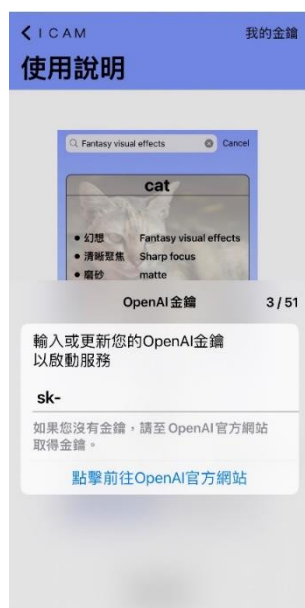 ICAM
我的金鑰
使用說明
Fantasy visual effects
Cancel
cat
• 幻想 Fantasy visual effects
• 清晰聚焦 Sharp focus
• 磨砂 matte
OpenAI金鑰 3 / 51
輸入或更新您的OpenAI金鑰
以啟動服務
sk-
如果您沒有金鑰，請至OpenAI官方網站
取得金鑰。
點擊前往OpenAI官方網站